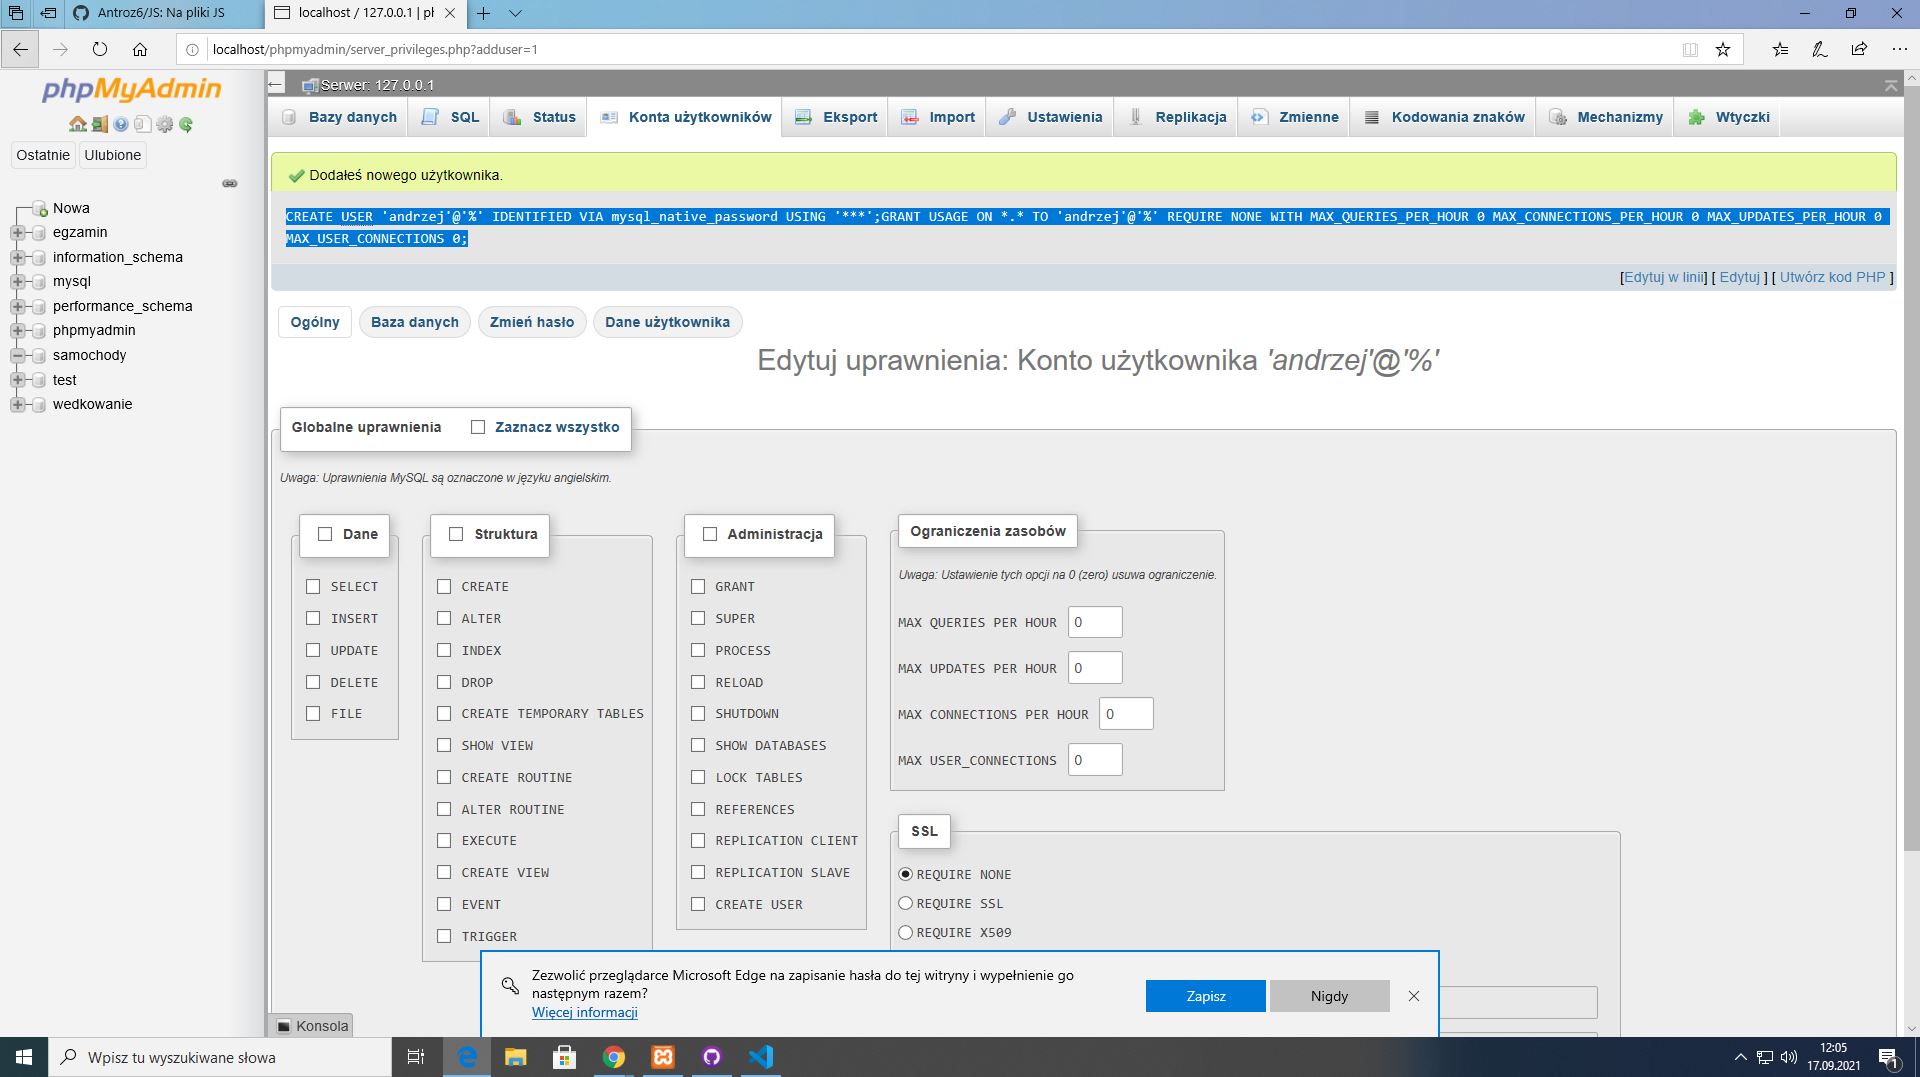 Antroz6/JS: Na pliki JS
localhost / 127.0.0.1 | pł
localhost/phpmyadmin/server_privileges.php?adduser=1
phpMyAdmin
Ostatnie Ulubione
Nowa
egzamin
information_schema
mysql
performance_schema
phpmyadmin
samochody
test
wedkowanie
Serwer: 127.0.0.1
Bazy danych SQL Status Konta użytkowników Eksport Import Ustawienia Replikacja Zmienne Kodowania znaków Mechanizmy Wtyczki
Dodałeś nowego użytkownika.
CREATE USER 'andrzej'@'%' IDENTIFIED VIA mysql_native_password USING '***';GRANT USAGE ON *.* TO 'andrzej'@'%' REQUIRE NONE WITH MAX_QUERIES_PER_HOUR 0 MAX_CONNECTIONS_PER_HOUR 0 MAX_UPDATES_PER_HOUR 0
MAX_USER_CONNECTIONS 0;
[Edytuj w linii] [ Edytuj ] [ Utwórz kod PHP ]
Ogólny Baza danych Zmień hasło Dane użytkownika
Edytuj uprawnienia: Konto użytkownika 'andrzej'@'%'
Globalne uprawnienia Zaznacz wszystko
Uwaga: Uprawnienia MySQL są oznaczone w języku angielskim.
Dane
SELECT
INSERT
UPDATE
DELETE
FILE
Struktura
CREATE
ALTER
INDEX
DROP
CREATE TEMPORARY TABLES
SHOW VIEW
CREATE ROUTINE
ALTER ROUTINE
EXECUTE
CREATE VIEW
EVENT
TRIGGER
Administracja
GRANT
SUPER
PROCESS
RELOAD
SHUTDOWN
SHOW DATABASES
LOCK TABLES
REFERENCES
REPLICATION CLIENT
REPLICATION SLAVE
CREATE USER
Ograniczenia zasobów
Uwaga: Ustawienie tych opcji na 0 (zero) usuwa ograniczenie.
MAX QUERIES PER HOUR 0
MAX UPDATES PER HOUR 0
MAX CONNECTIONS PER HOUR 0
MAX USER_CONNECTIONS 0
SSL
REQUIRE NONE
REQUIRE SSL
REQUIRE X509
Zezwolić przeglądarce Microsoft Edge na zapisanie hasła do tej witryny i wypełnienie go
następnym razem?
Więcej informacji
Zapisz Nigdy
Konsola
Wpisz tu wyszukiwane słowa
12:05
17.09.2021
1